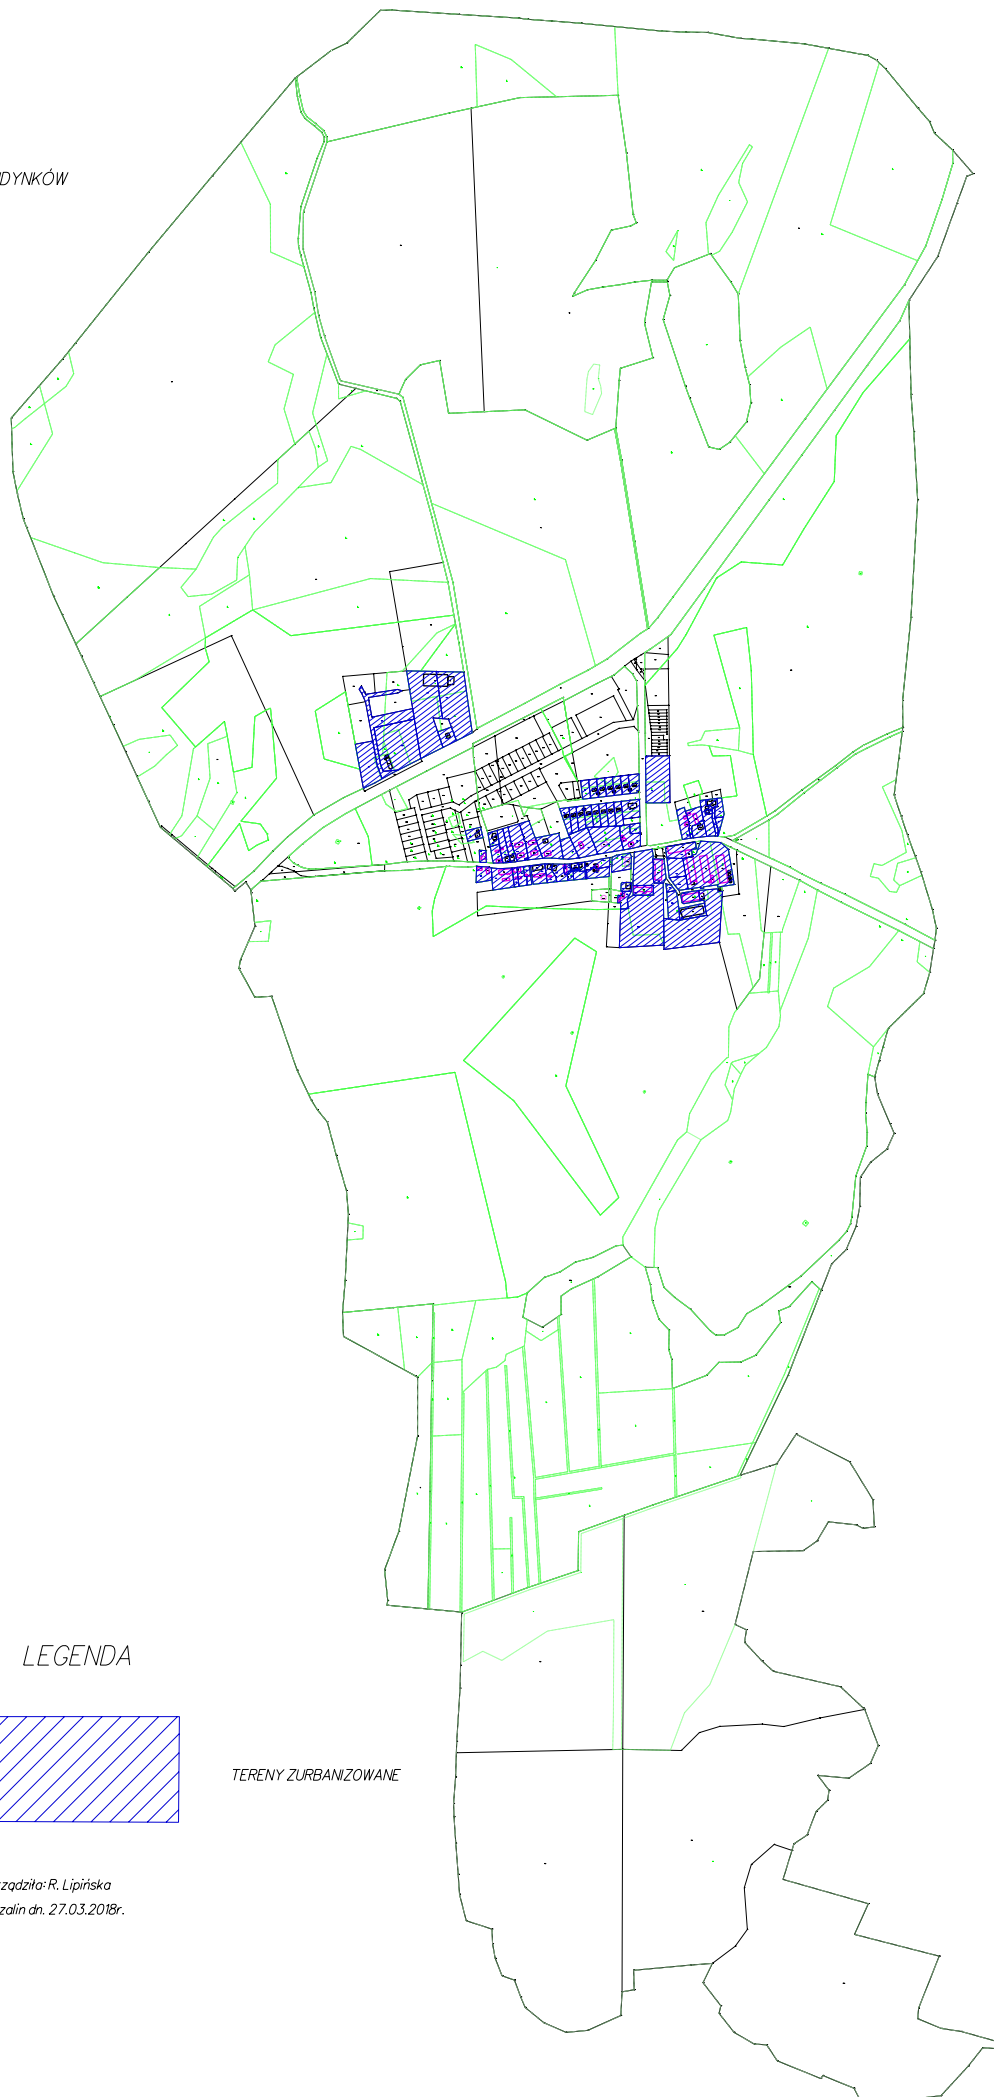 DYNKÓW
LEGENDA
TERENY ZURBANIZOWANE
ządziła: R. Lipińska
zalin dn. 27.03.2018r.